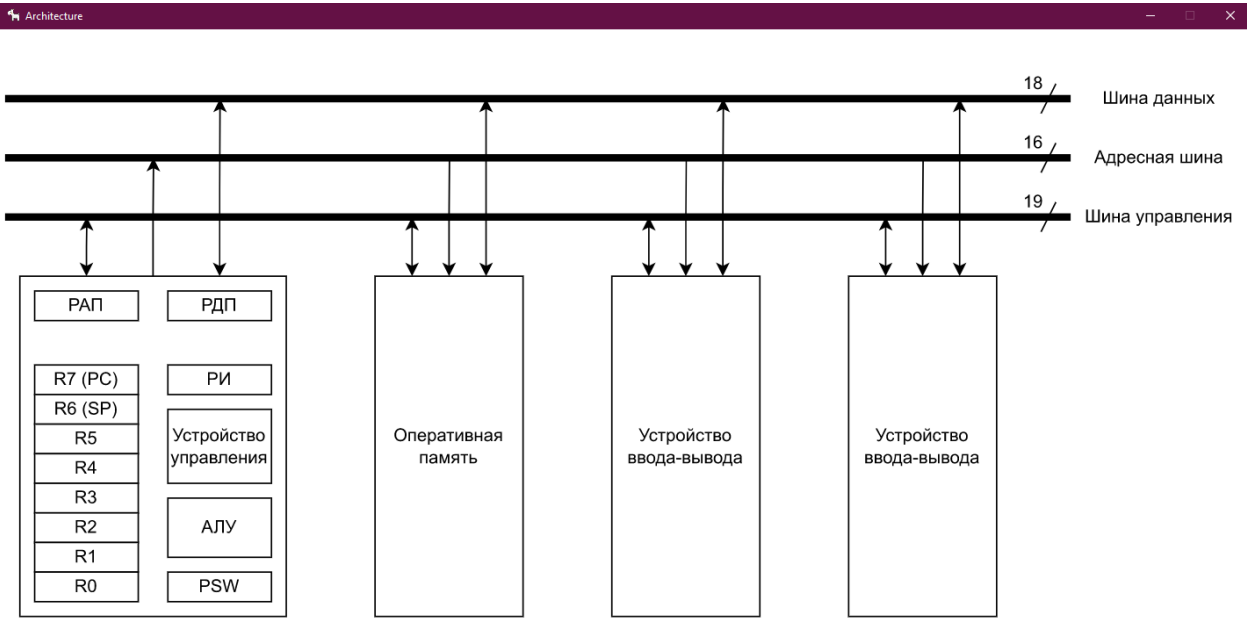 Architecture
18
Шина данных
16
Адресная шина
19
Шина управления
РАП
РДП
R7 (PC)
R6 (SP)
R5
R4
R3
R2
R1
R0
РИ
Устройство
управления
АЛУ
PSW
Оперативная
память
Устройство
ввода-вывода
Устройство
ввода-вывода